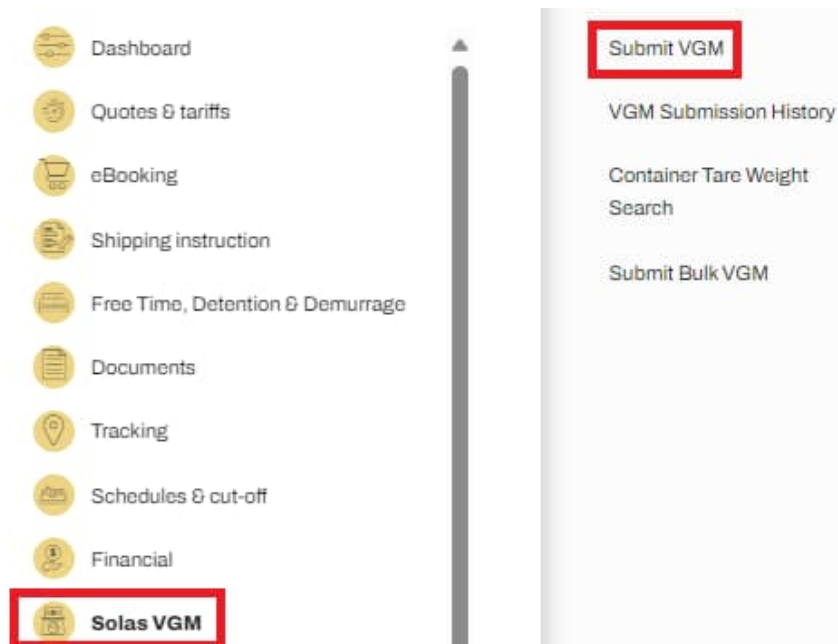 Dashboard
Quotes & tariffs
eBooking
Shipping instruction
Free Time, Detention & Demurrage
Documents
Tracking
Schedules & cut-off
Financial
Solas VGM
Submit VGM
VGM Submission History
Container Tare Weight
Search
Submit Bulk VGM